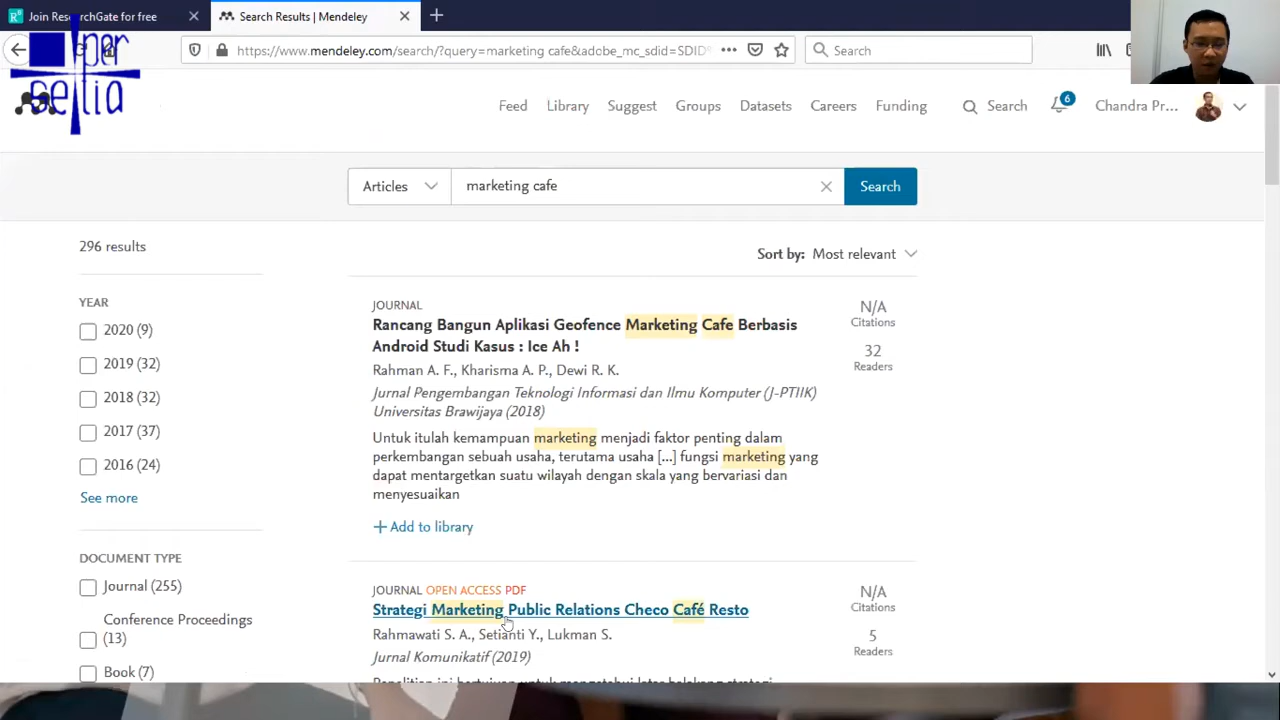 Join ResearchGate for free
Search Results | Mendeley
https://www.mendeley.com/search/?query=marketing cafe&adobe_mc_sdid=SDID
Search
Feed Library Suggest Groups Datasets Careers Funding Search 6 Chandra Pr...
Articles marketing cafe Search
296 results
Sort by: Most relevant
YEAR
2020 (9)
2019 (32)
2018 (32)
2017 (37)
2016 (24)
See more
DOCUMENT TYPE
Journal (255)
Conference Proceedings
(13)
Book (7)
JOURNAL
Rancang Bangun Aplikasi Geofence Marketing Cafe Berbasis
Android Studi Kasus : Ice Ah !
Rahman A. F., Kharisma A. P., Dewi R. K.
Jurnal Pengembangan Teknologi Informasi dan Ilmu Komputer (J-PTIIK)
Universitas Brawijaya (2018)
Untuk itulah kemampuan marketing menjadi faktor penting dalam
perkembangan sebuah usaha, terutama usaha [...] fungsi marketing yang
dapat mentargetkan suatu wilayah dengan skala yang bervariasi dan
menyesuaikan
+ Add to library
N/A
Citations
32
Readers
JOURNAL OPEN ACCESS PDF
Strategi Marketing Public Relations Checo Café Resto
Rahmawati S. A., Setianti Y., Lukman S.
Jurnal Komunikatif (2019)
N/A
Citations
5
Readers